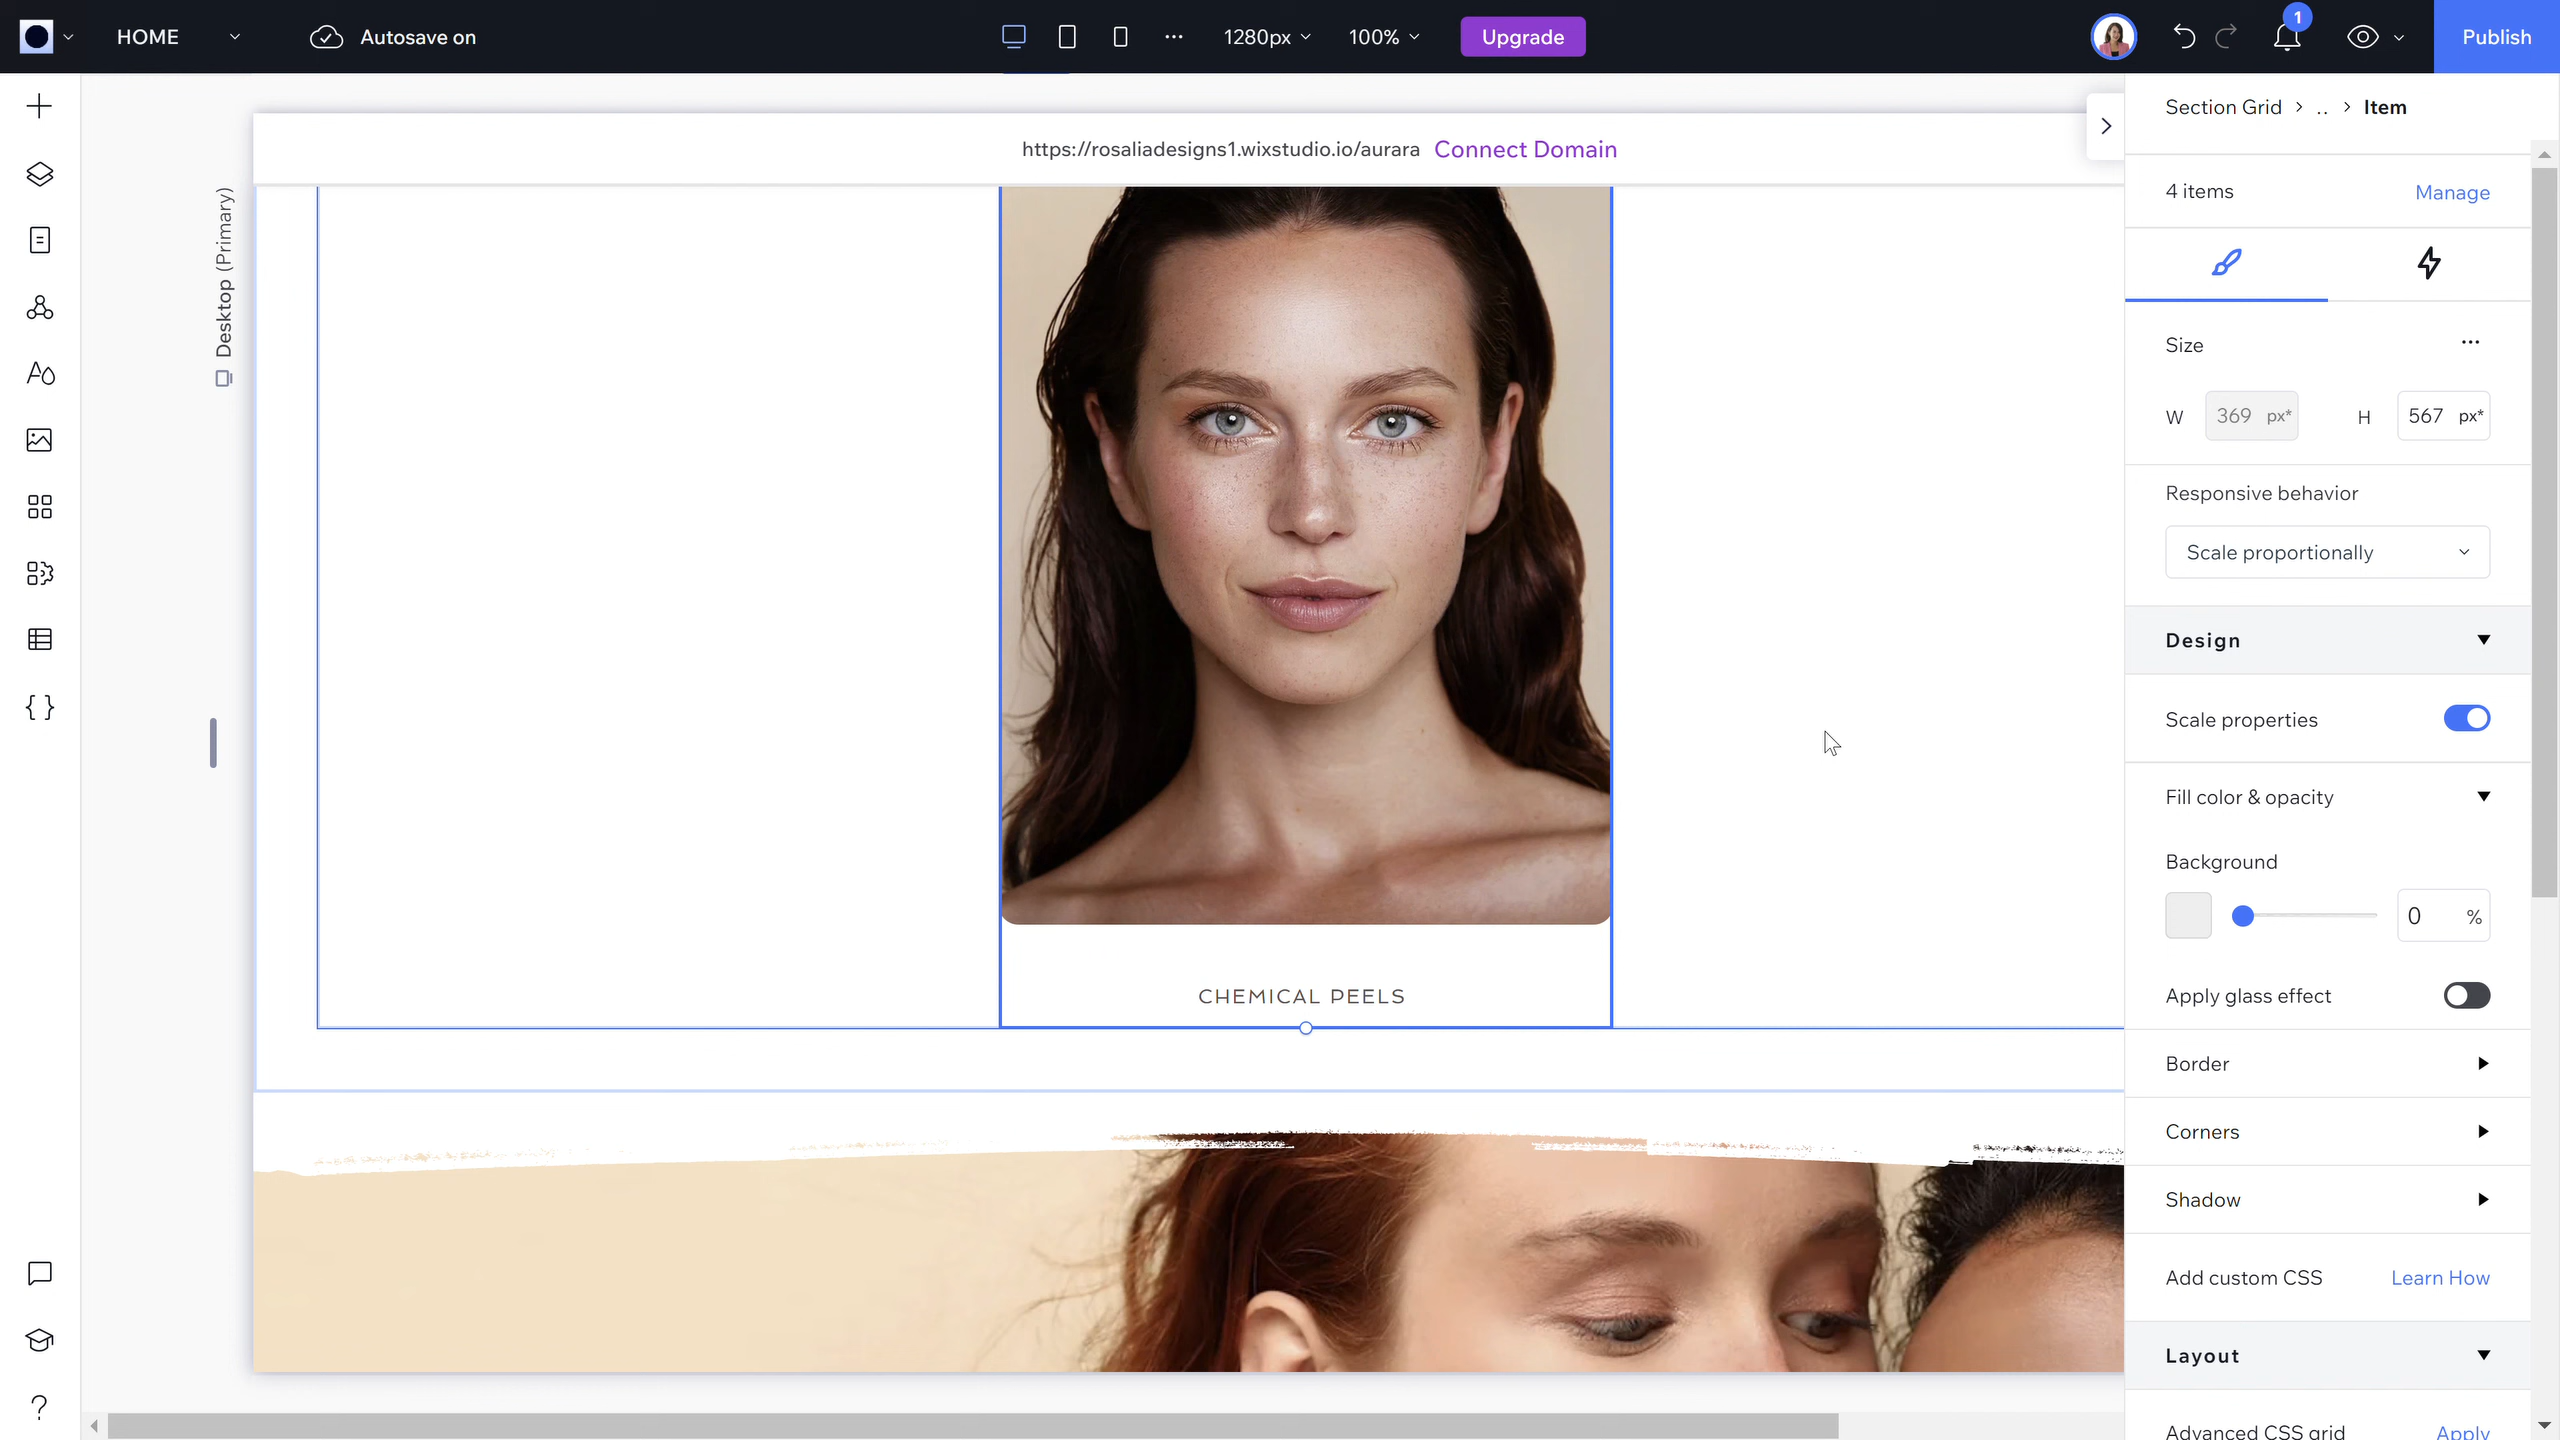 HOME
Autosave on
1280px
100%
Upgrade
1
Publish
Section Grid > .. > Item
https://rosaliadesigns1.wixstudio.io/aurara Connect Domain
4 items
Manage
Desktop (Primary)
Size
W 369 px*
H 567 px*
Responsive behavior
Scale proportionally
Design
Scale properties
Fill color & opacity
Background
0 %
CHEMICAL PEELS
Apply glass effect
Border
Corners
Shadow
Add custom CSS
Learn How
Layout
Advanced CSS grid
Apply